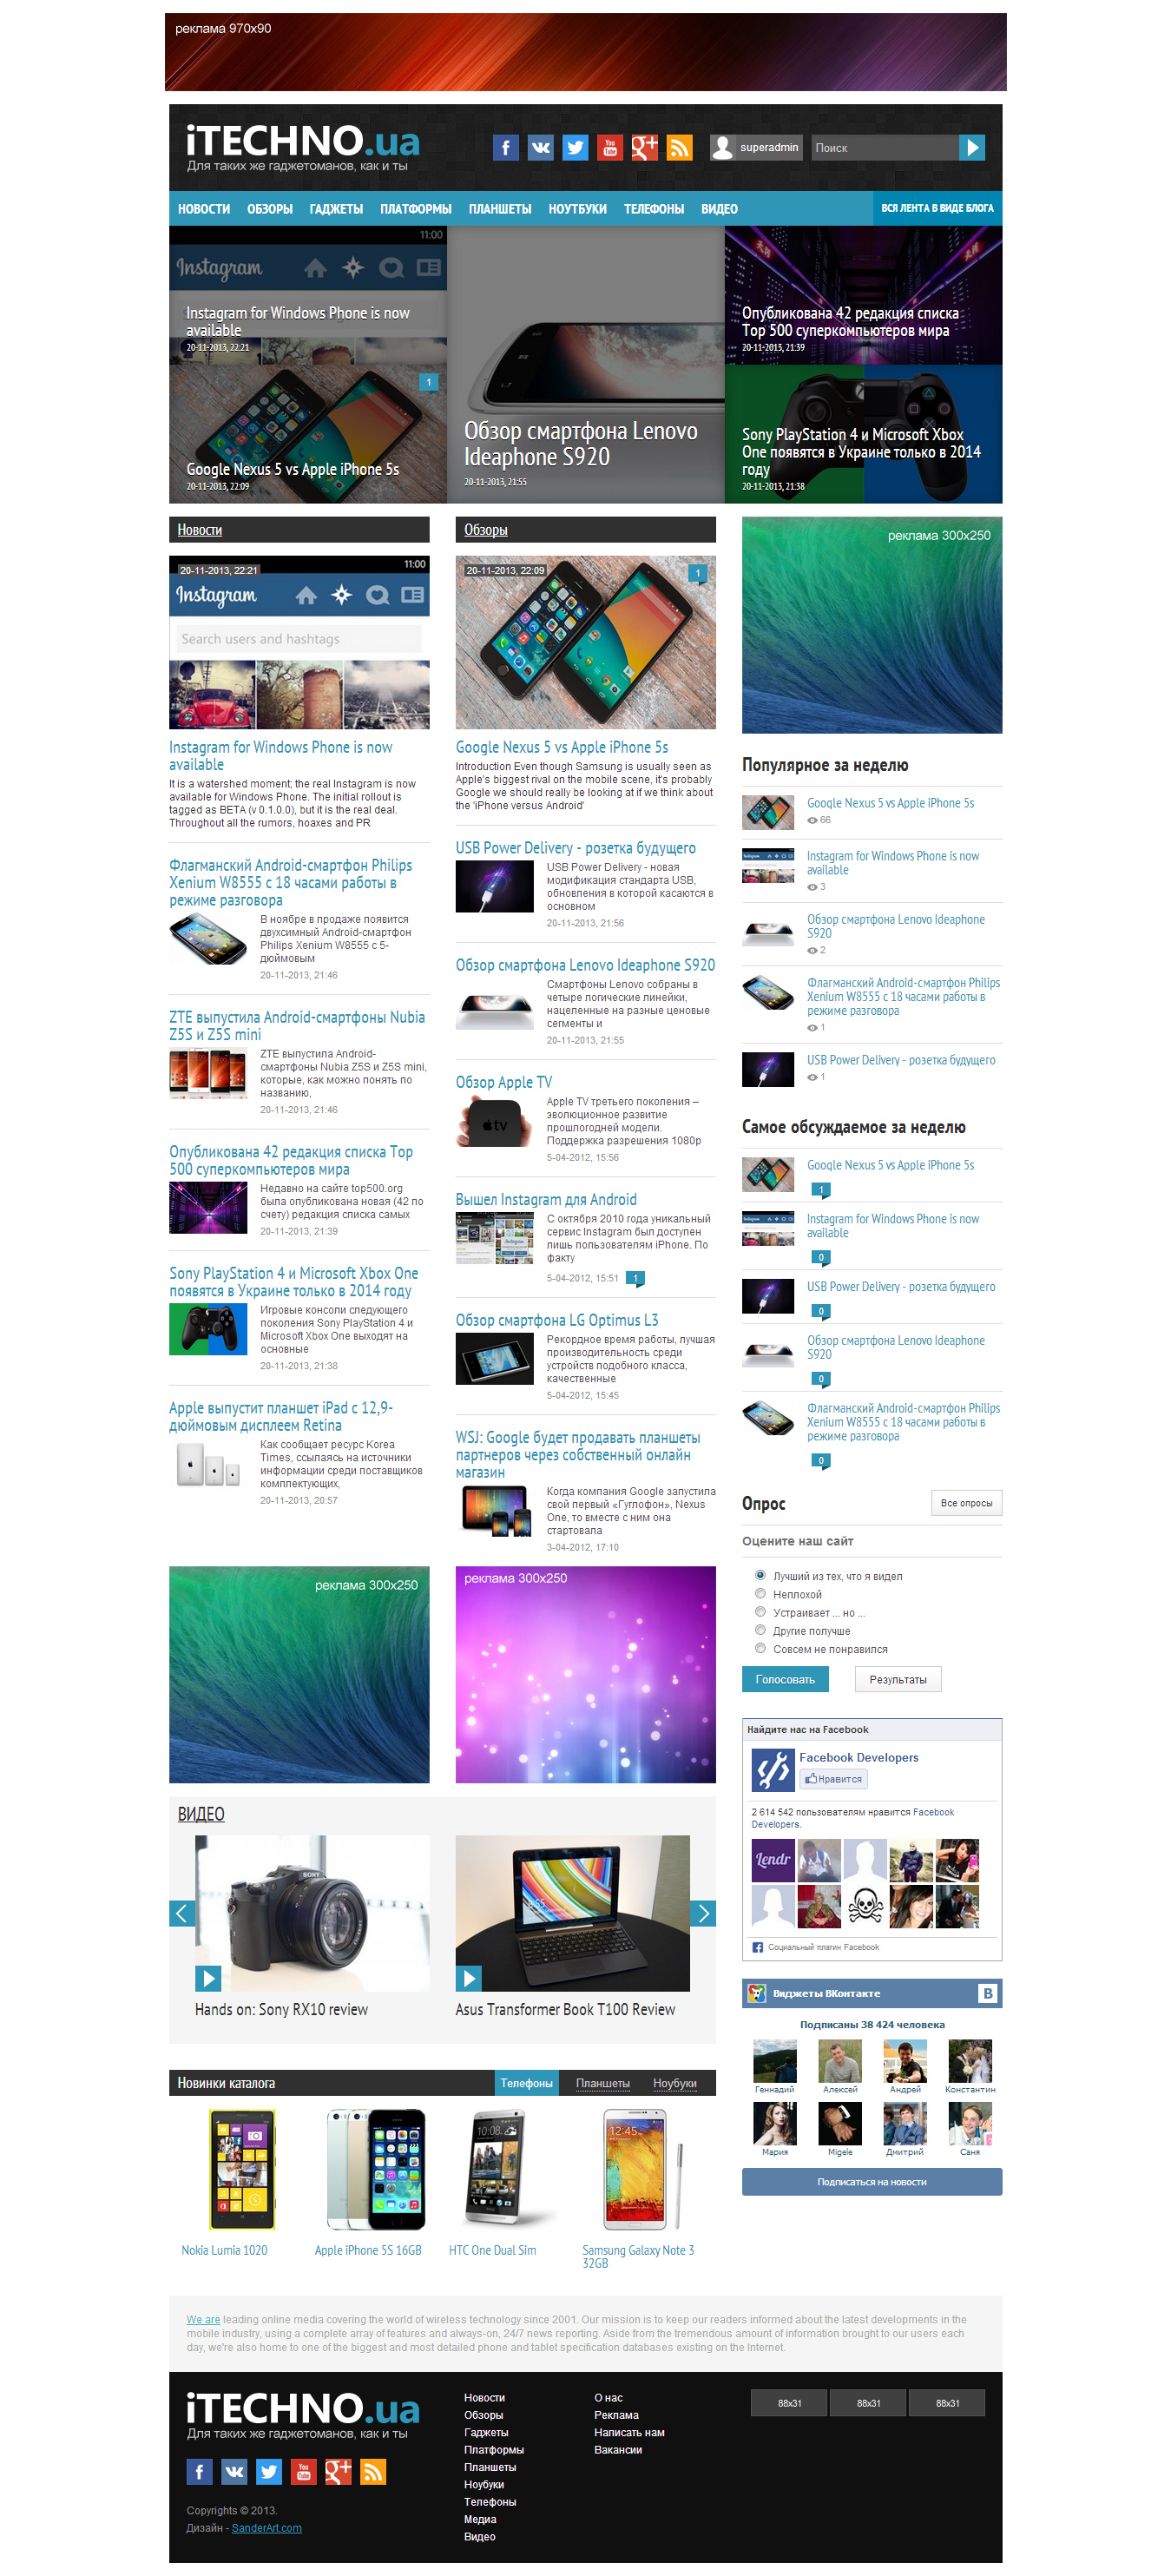 реклама 970x90
iTECHNO.ua
Для таких же гаджетоманов, как и ты
superadmin
Поиск
НОВОСТИ ОБЗОРЫ ГАДЖЕТЫ ПЛАТФОРМЫ ПЛАНШЕТЫ НОУТБУКИ ТЕЛЕФОНЫ ВИДЕО
ВСЯ ЛЕНТА В ВИДЕ БЛОГА
11:00
Instagram
Instagram for Windows Phone is now
available
20-11-2013, 22:21
1
Google Nexus 5 vs Apple iPhone 5s
20-11-2013, 22:09
Обзор смартфона Lenovo
Ideaphone S920
20-11-2013, 21:55
Опубликована 42 редакция списка
Top 500 суперкомпьютеров мира
20-11-2013, 21:39
Sony PlayStation 4 и Microsoft Xbox
One появятся в Украине только в 2014
году
20-11-2013, 21:38
Новости
20-11-2013, 22:21
11:00
Instagram
Search users and hashtags
Instagram for Windows Phone is now
available
It is a watershed moment; the real Instagram is now
available for Windows Phone. The initial rollout is
tagged as BETA (v 0.1.0.0), but it is the real deal.
Throughout all the rumors, hoaxes and PR
Флагманский Android-смартфон Philips
Xenium W8555 с 18 часами работы в
режиме разговора
В ноябре в продаже появится
двухсимный Android-смартфон
Philips Xenium W8555 с 5-
дюймовым
20-11-2013, 21:46
ZTE выпустила Android-смартфоны Nubia
Z5S и Z5S mini
ZTE выпустила Android-
смартфоны Nubia Z5S и Z5S mini,
которые, как можно понять по
названию,
20-11-2013, 21:46
Опубликована 42 редакция списка Top
500 суперкомпьютеров мира
Недавно на сайте top500.org
была опубликована новая (42 по
счету) редакция списка самых
20-11-2013, 21:39
Sony PlayStation 4 и Microsoft Xbox One
появятся в Украине только в 2014 году
Игровые консоли следующего
поколения Sony PlayStation 4 и
Microsoft Xbox One выходят на
основные
20-11-2013, 21:38
Apple выпустит планшет iPad с 12,9-
дюймовым дисплеем Retina
Как сообщает ресурс Korea
Times, ссылаясь на источники
информации среди поставщиков
комплектующих,
20-11-2013, 20:57
Обзоры
20-11-2013, 22:09
1
Google Nexus 5 vs Apple iPhone 5s
Introduction Even though Samsung is usually seen as
Apple's biggest rival on the mobile scene, it's probably
Google we should really be looking at if we think about
the 'iPhone versus Android'
USB Power Delivery - розетка будущего
USB Power Delivery - новая
модификация стандарта USB,
обновления в которой касаются в
основном
20-11-2013, 21:56
Обзор смартфона Lenovo Ideaphone S920
Смартфоны Lenovo собраны в
четыре логические линейки,
нацеленные на разные ценовые
сегменты и
20-11-2013, 21:55
Обзор Apple TV
tv
Apple TV третьего поколения –
эволюционное развитие
прошлогодней модели.
Поддержка разрешения 1080p
5-04-2012, 15:56
Вышел Instagram для Android
С октября 2010 года уникальный
сервис Instagram был доступен
лишь пользователям iPhone. По
факту
5-04-2012, 15:51 1
Обзор смартфона LG Optimus L3
Рекордное время работы, лучшая
производительность среди
устройств подобного класса,
качественные
5-04-2012, 15:45
WSJ: Google будет продавать планшеты
партнеров через собственный онлайн
магазин
Когда компания Google запустила
свой первый «Гуглофон», Nexus
One, то вместе с ним она
стартовала
3-04-2012, 17:10
реклама 300x250
Популярное за неделю
Google Nexus 5 vs Apple iPhone 5s
66
Instagram for Windows Phone is now
available
3
Обзор смартфона Lenovo Ideaphone
S920
2
Флагманский Android-смартфон Philips
Xenium W8555 с 18 часами работы в
режиме разговора
1
USB Power Delivery - розетка будущего
1
Самое обсуждаемое за неделю
Google Nexus 5 vs Apple iPhone 5s
1
Instagram for Windows Phone is now
available
0
USB Power Delivery - розетка будущего
0
Обзор смартфона Lenovo Ideaphone
S920
0
Флагманский Android-смартфон Philips
Xenium W8555 с 18 часами работы в
режиме разговора
0
Опрос
Все опросы
Оцените наш сайт
Лучший из тех, что я видел
Неплохой
Устраивает ... но ...
Другие получше
Совсем не понравился
Голосовать
Результаты
реклама 300x250
реклама 300x250
Найдите нас на Facebook
Facebook Developers
Нравится
2 614 542 пользователям нравится Facebook
Developers.
Lendr
Социальный плагин Facebook
ВИДЕО
SONY
Hands on: Sony RX10 review
Asus Transformer Book T100 Review
Виджеты ВКонтакте
B
Подписаны 38 424 человека
Геннадий Алексей Андрей Константин
Мария Migele Дмитрий Саня
Подписаться на новости
Новинки каталога
Телефоны Планшеты Ноубуки
10:08
12:45
Nokia Lumia 1020
Apple iPhone 5S 16GB
HTC One Dual Sim
Samsung Galaxy Note 3
32GB
We are leading online media covering the world of wireless technology since 2001. Our mission is to keep our readers informed about the latest developments in the
mobile industry, using a complete array of features and always-on, 24/7 news reporting. Aside from the tremendous amount of information brought to our users each
day, we're also home to one of the biggest and most detailed phone and tablet specification databases existing on the Internet.
iTECHNO.ua
Для таких же гаджетоманов, как и ты
Copyrights © 2013.
Дизайн - SanderArt.com
Новости
Обзоры
Гаджеты
Платформы
Планшеты
Ноубуки
Телефоны
Медиа
Видео
О нас
Реклама
Написать нам
Вакансии
88x31 88x31 88x31